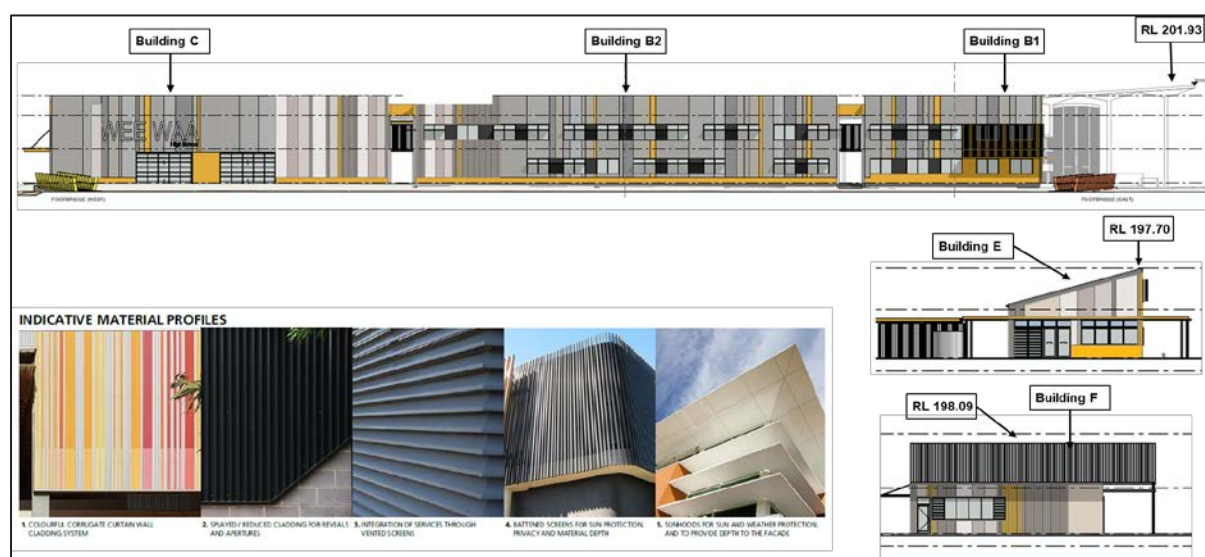 Building C
Building B2
Building B1
RL 201.93
WEE WAA
High School
FOOTBRIDGE (WEST)
FOOTBRIDGE (EAST)
RL 197.70
Building E
INDICATIVE MATERIAL PROFILES
1. COLOURFUL CORRUGATE CURTAIN WALL
CLADDING SYSTEM
2. SPLAYED / REDUCED CLADDING FOR REVEALS
AND APERTURES
3. INTEGRATION OF SERVICES THROUGH
VENTED SCREENS
4. BATTENED SCREENS FOR SUN PROTECTION,
PRIVACY AND MATERIAL DEPTH
5. SUNHOODS FOR SUN AND WEATHER PROTECTION,
AND TO PROVIDE DEPTH TO THE FACADE
RL 198.09
Building F